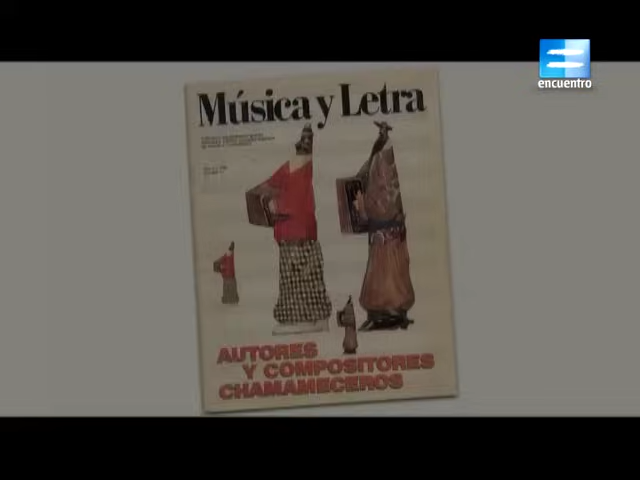 encuentro
Música y Letra
AUTORES
Y COMPOSITORES
CHAMAMECEROS